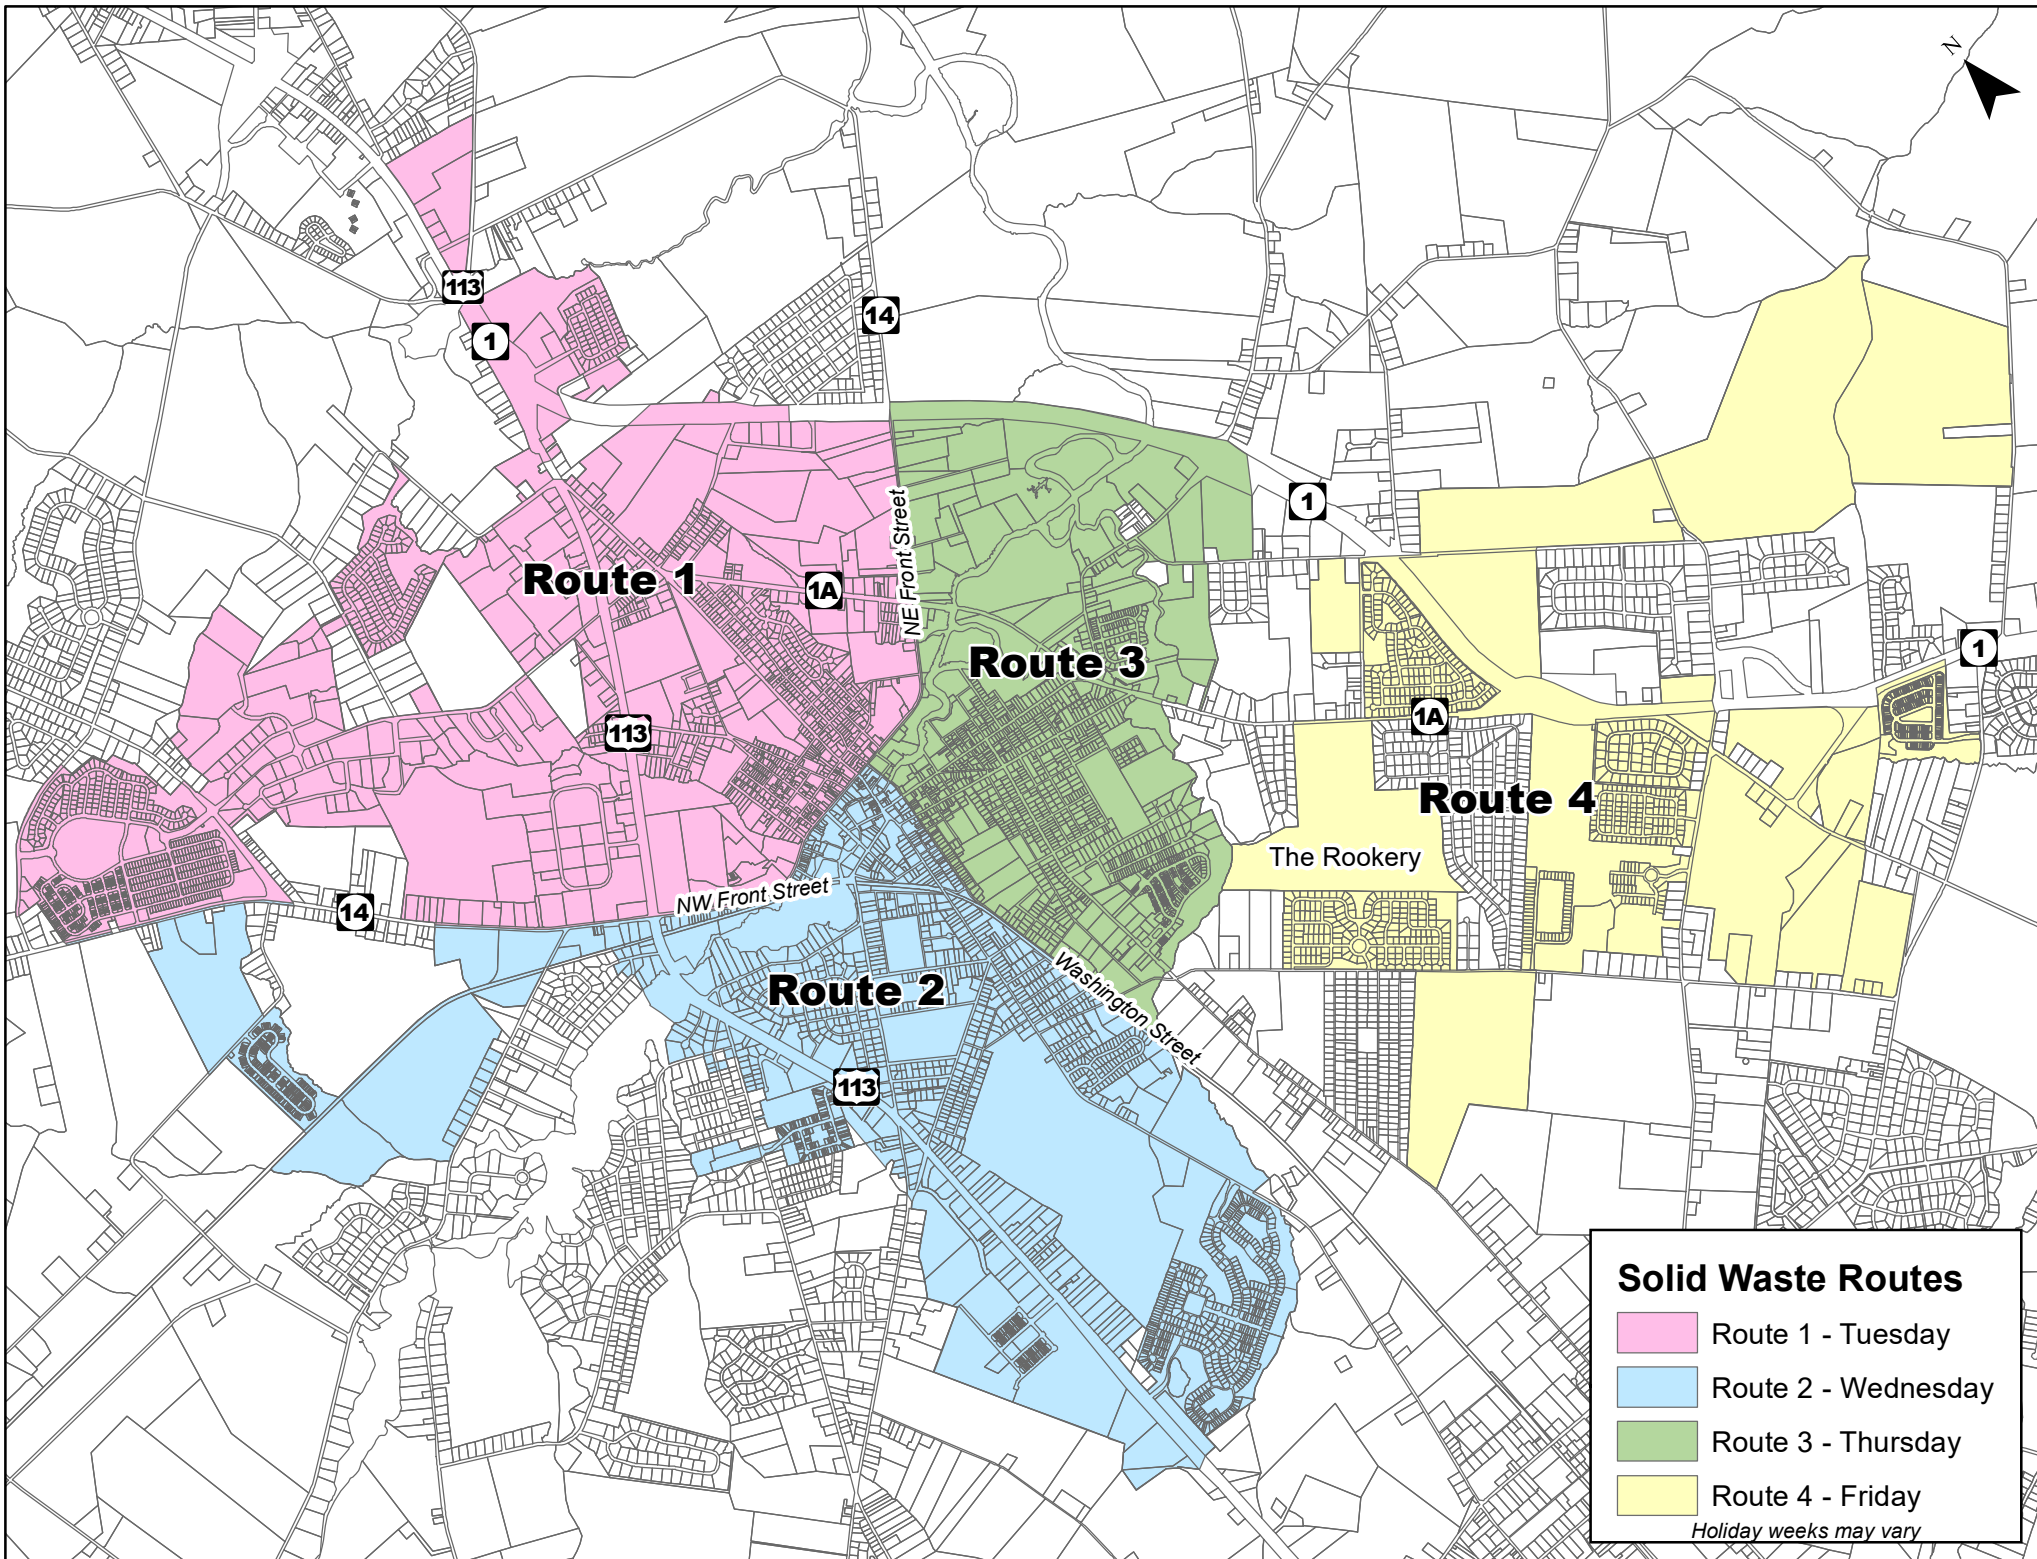 N
113
1
14
1
NE Front Street
Route 1
1A
Route 3
1
113
1A
Route 4
The Rookery
NW Front Street
14
Route 2
Washington Street
113
Solid Waste Routes
Route 1 - Tuesday
Route 2 - Wednesday
Route 3 - Thursday
Route 4 - Friday
Holiday weeks may vary